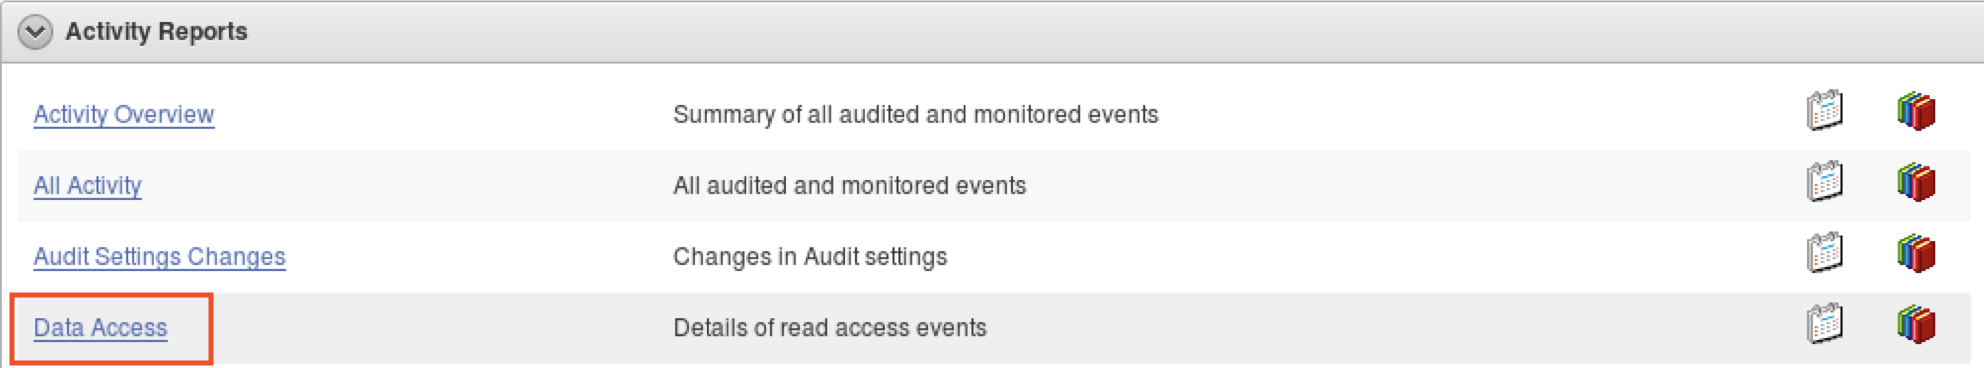 Activity Reports
Activity Overview Summary of all audited and monitored events
All Activity All audited and monitored events
Audit Settings Changes Changes in Audit settings
Data Access Details of read access events